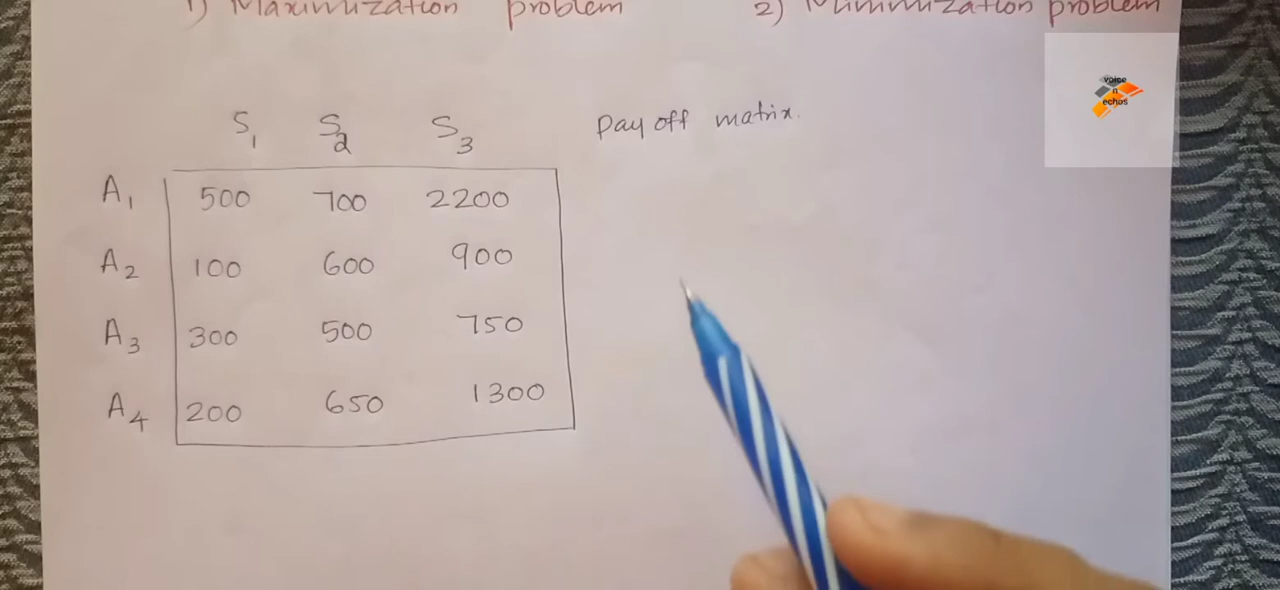 1) Maximization problem 2) Minimization problem
voice
n
echos
S1 S2 S3 Pay off matrix.
A1 500 700 2200
A2 100 600 900
A3 300 500 750
A4 200 650 1300